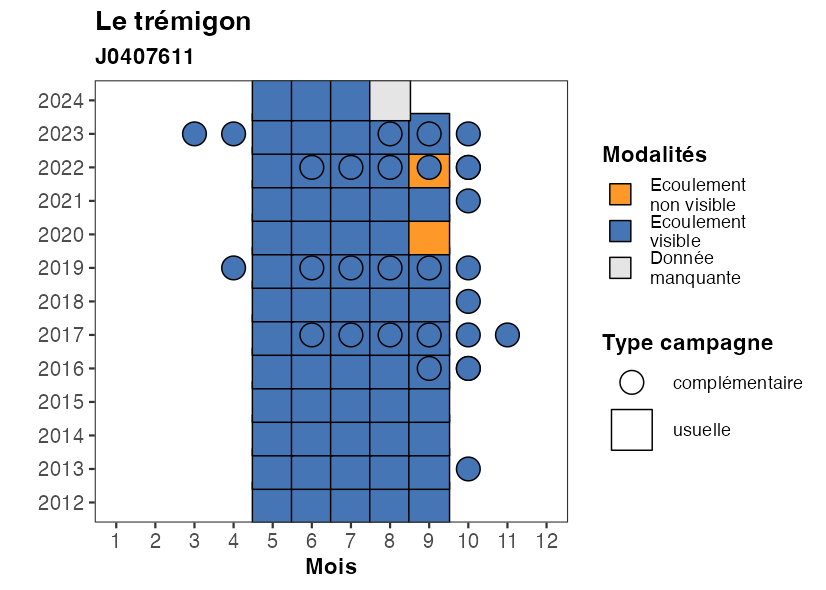 Le trémigon
J0407611
2024
2023
2022
2021
2020
2019
2018
2017
2016
2015
2014
2013
2012
1 2 3 4 5 6 7 8 9 10 11 12
Mois
Modalités
Ecoulement
non visible
Ecoulement
visible
Donnée
manquante
Type campagne
complémentaire
usuelle